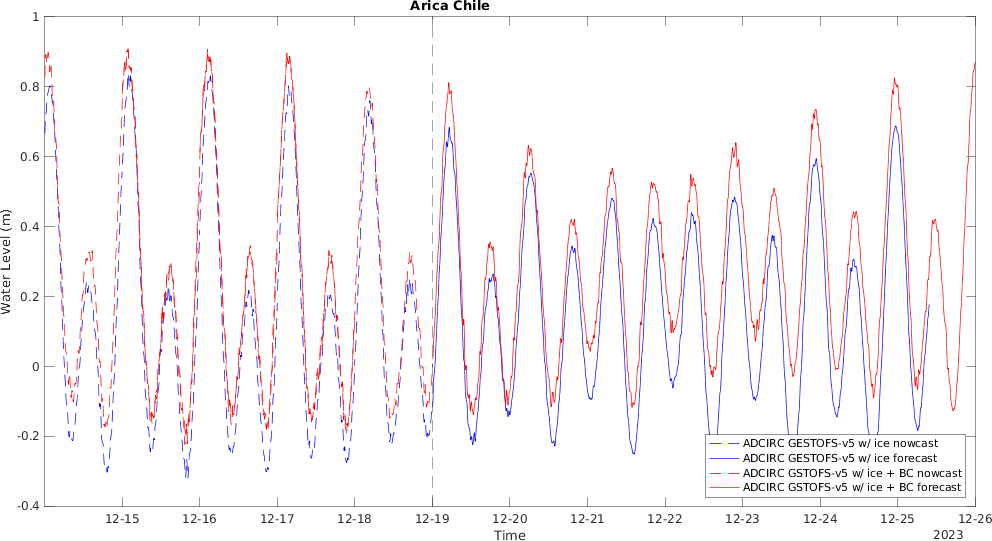 Arica Chile
Water Level (m)
1
0.8
0.6
0.4
0.2
0
-0.2
-0.4
12-15 12-16 12-17 12-18 12-19 12-20 12-21 12-22 12-23 12-24 12-25 12-26
Time
2023
ADCIRC GESTOFS-v5 w/ ice nowcast
ADCIRC GESTOFS-v5 w/ ice forecast
ADCIRC GSTOFS-v5 w/ ice + BC nowcast
ADCIRC GSTOFS-v5 w/ ice + BC forecast